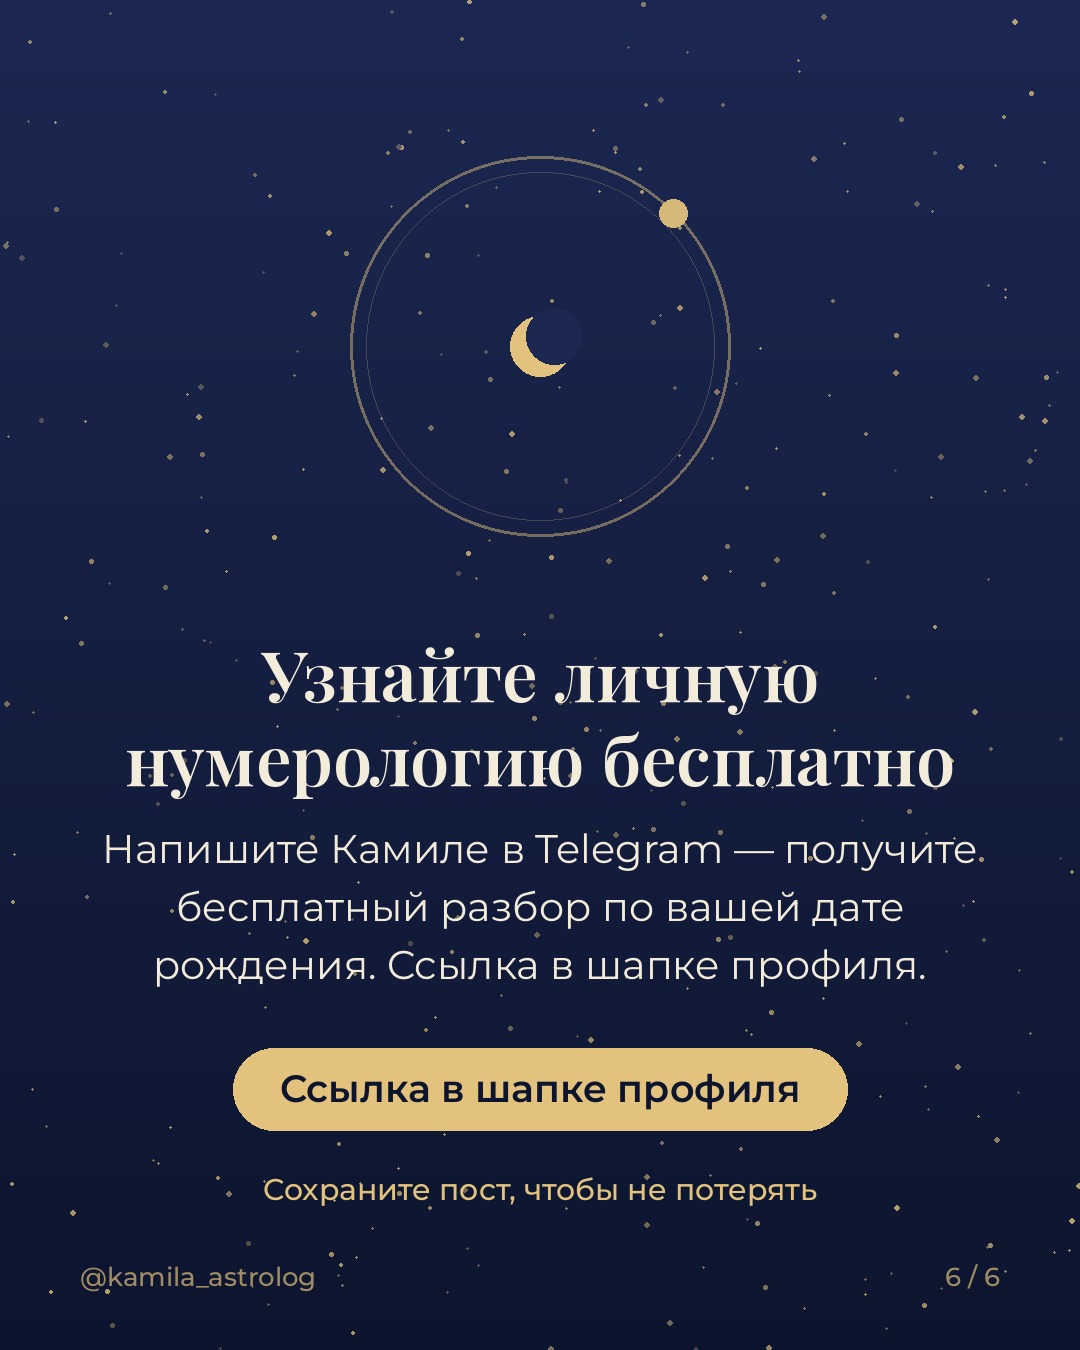 Узнайте личную
нумерологию бесплатно
Напишите Камиле в Telegram — получите
бесплатный разбор по вашей дате
рождения. Ссылка в шапке профиля.
Ссылка в шапке профиля
Сохраните пост, чтобы не потерять
@kamila_astrolog
6 / 6